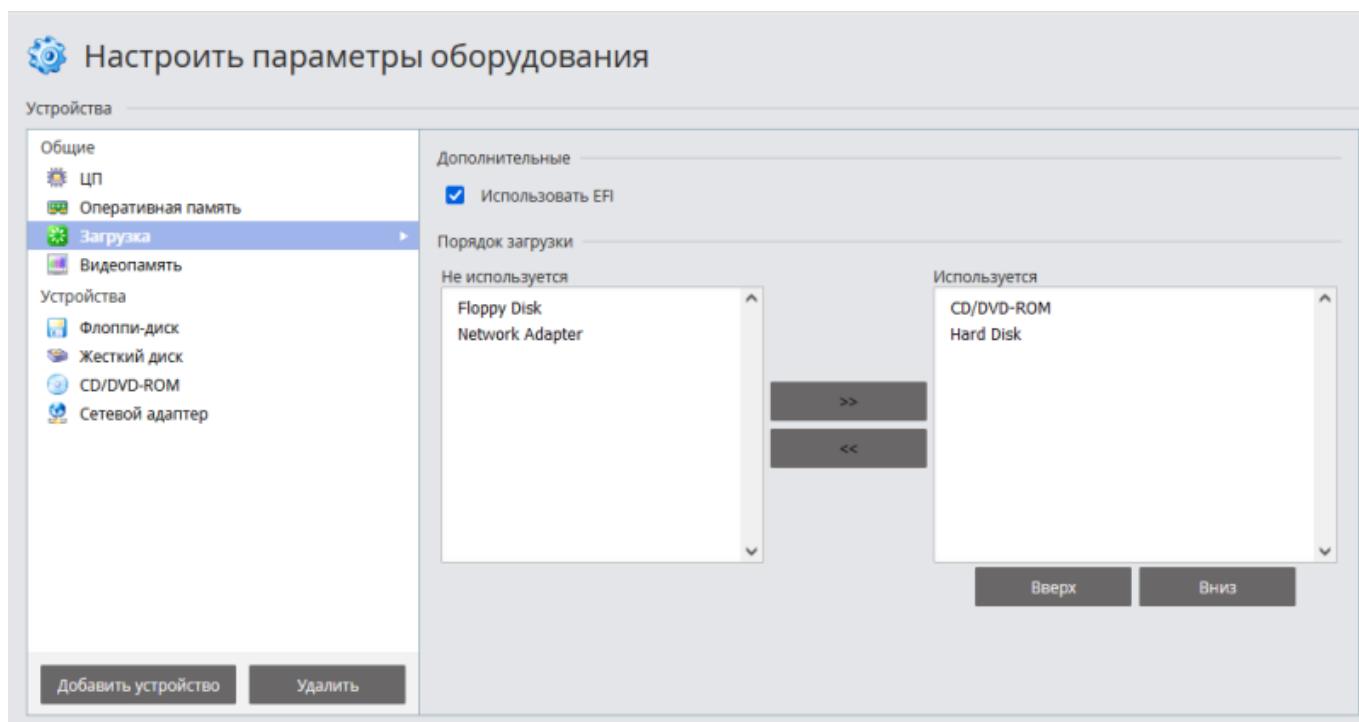 Настроить параметры оборудования
Устройства
Общие
ЦП
Оперативная память
Загрузка
Видеопамять
Устройства
Флоппи-диск
Жесткий диск
CD/DVD-ROM
Сетевой адаптер
Добавить устройство
Удалить
Дополнительные
Использовать EFI
Порядок загрузки
Не используется
Floppy Disk
Network Adapter
>>
<<
Используется
CD/DVD-ROM
Hard Disk
Вверх
Вниз